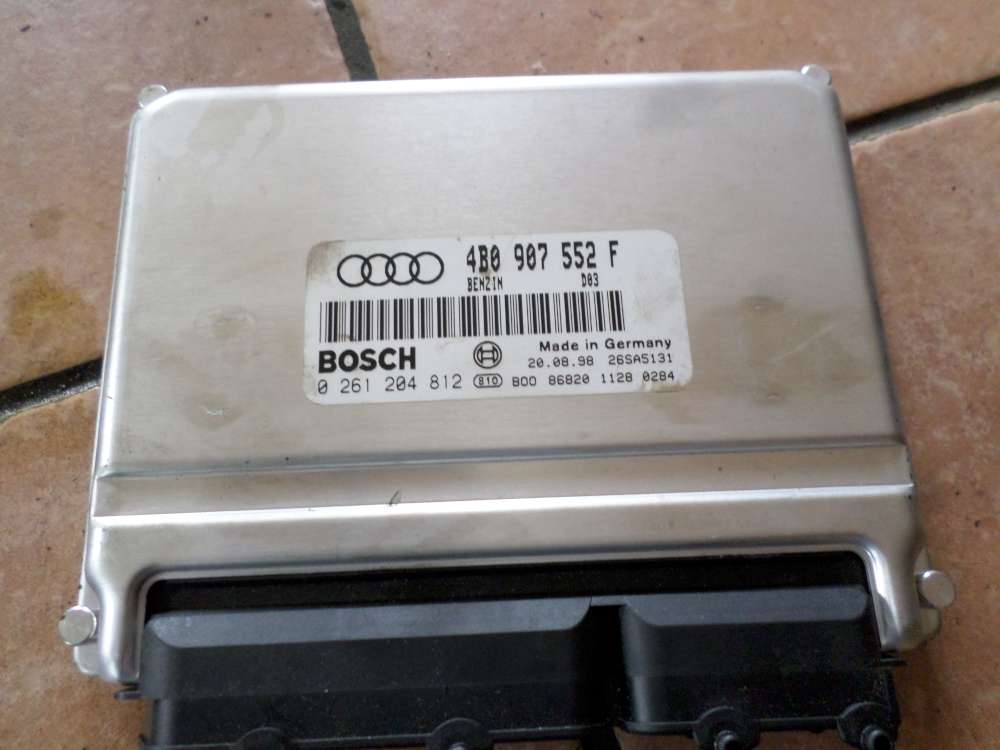 4B0 907 552 F
BENZIN D03
BOSCH
Made in Germany
20.08.98 26SA5131
0 261 204 812 810 B00 86820 1128 0284